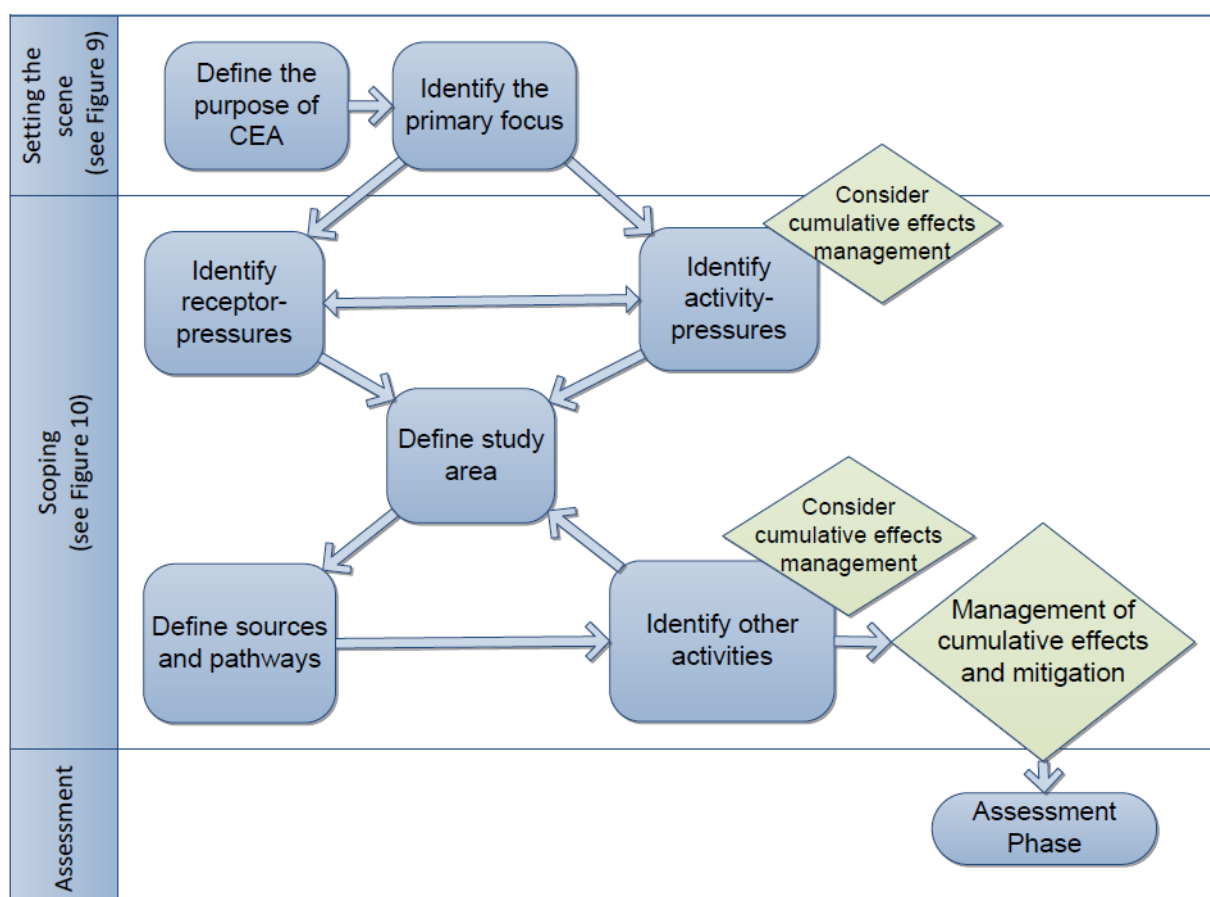 Setting the
scene
(see Figure 9)
Define the
purpose of
CEA
Identify the
primary focus
Scoping
(see Figure 10)
Consider
cumulative effects
management
Identify
receptor-
pressures
Identify
activity-
pressures
Define study
area
Consider
cumulative effects
management
Define sources
and pathways
Identify other
activities
Management of
cumulative effects
and mitigation
Assessment
Assessment
Phase